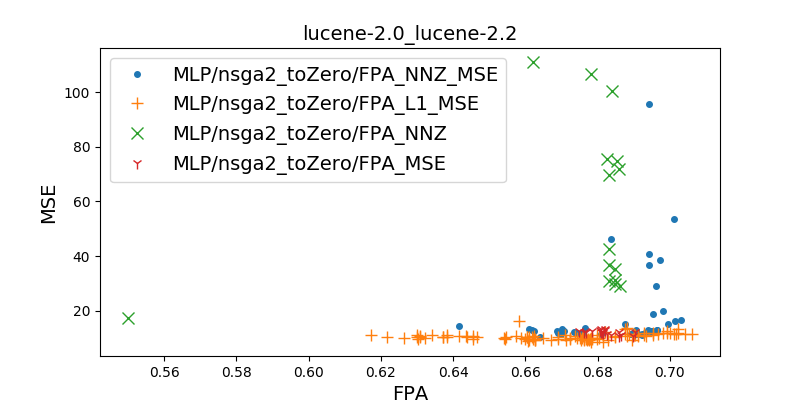 lucene-2.0_lucene-2.2
MLP/nsga2_toZero/FPA_NNZ_MSE
MLP/nsga2_toZero/FPA_L1_MSE
MLP/nsga2_toZero/FPA_NNZ
MLP/nsga2_toZero/FPA_MSE
MSE
100
80
60
40
20
0.56 0.58 0.60 0.62 0.64 0.66 0.68 0.70
FPA